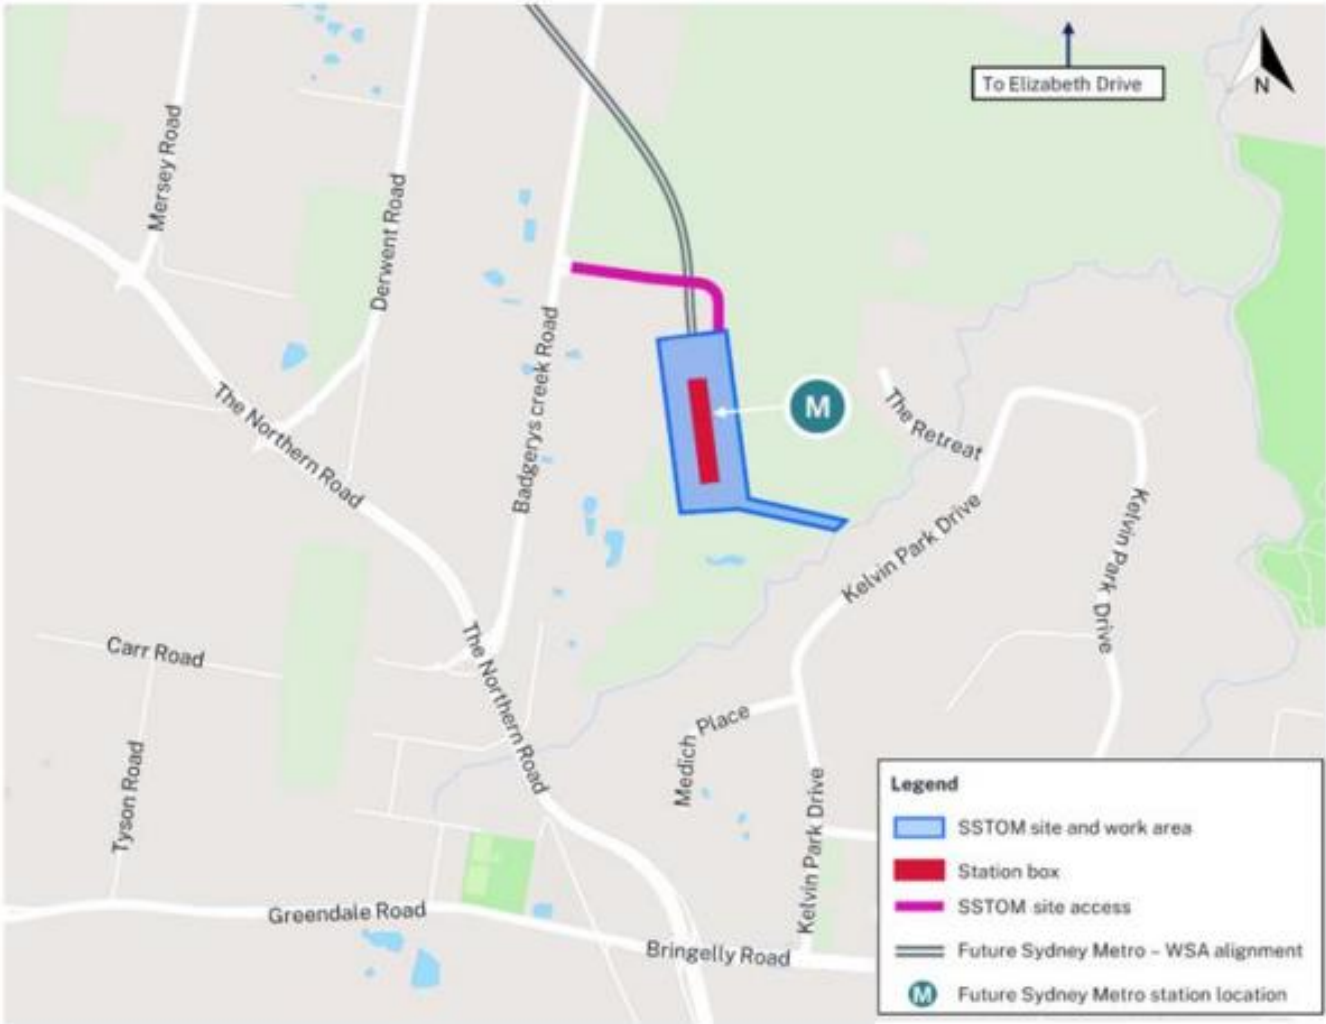 To Elizabeth Drive
N
Mersey Road
Derwent Road
Badgerys creek Road
The Northern Road
M
The Retreat
Kelvin Park Drive
Kelvin Park Drive
Carr Road
The Northern Road
Medich Place
Tyson Road
Kelvin Park Drive
Greendale Road
Bringelly Road
Legend
SSTOM site and work area
Station box
SSTOM site access
Future Sydney Metro – WSA alignment
M Future Sydney Metro station location